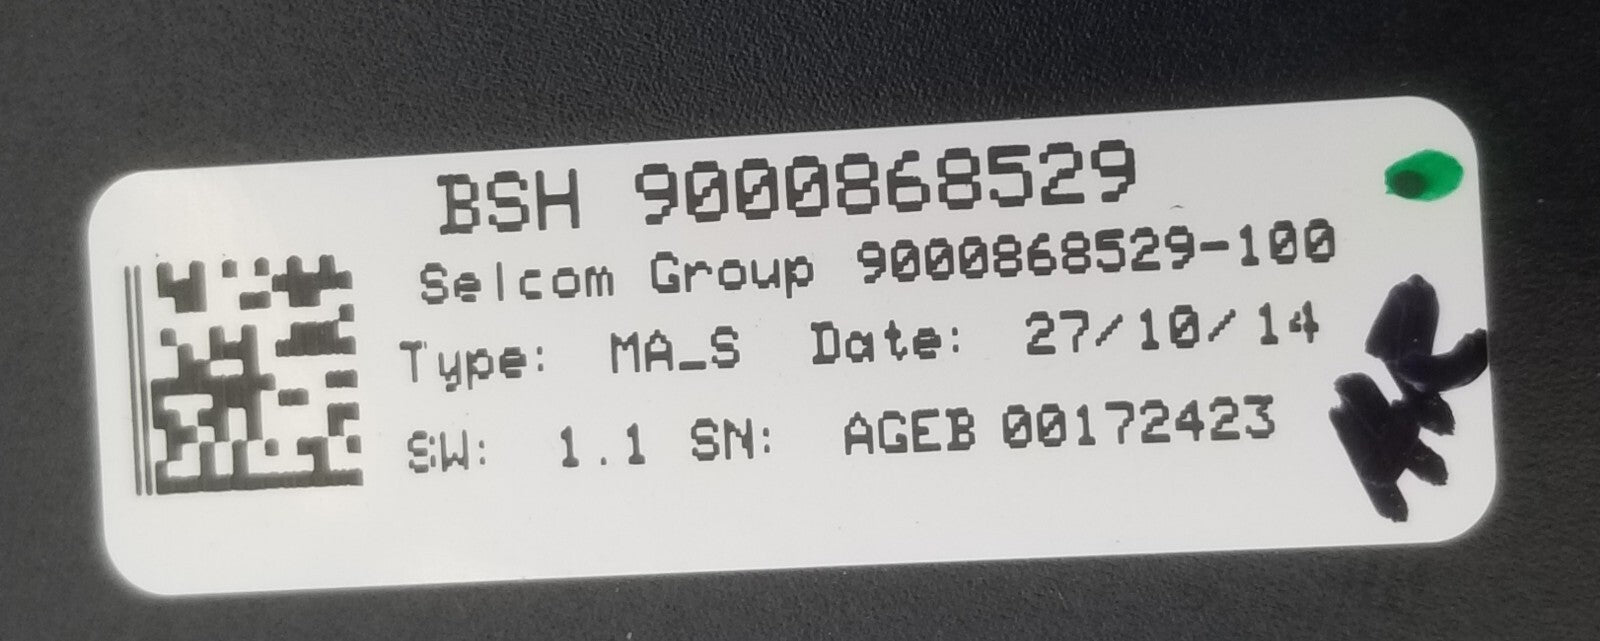 BSH 9000868529
Selcom Group 9000868529-100
Type: MA_S Date: 27/10/14
SW: 1.1 SN: AGEB 00172423